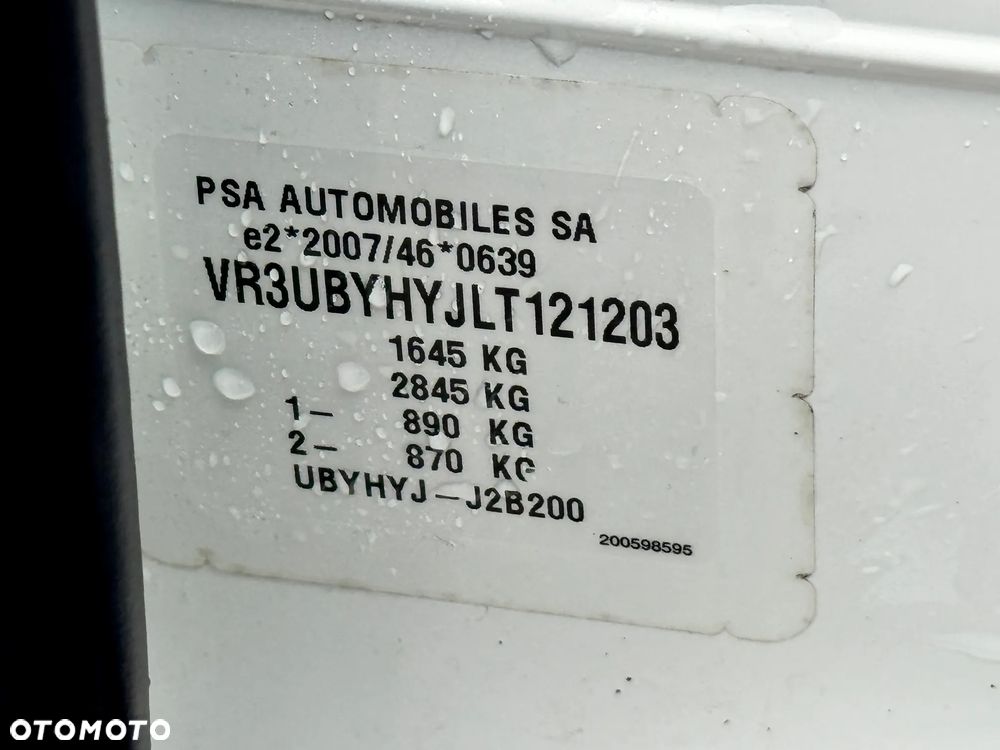 PSA AUTOMOBILES SA
e2*2007/46*0639
VR3UBYHYJLT121203
1645 KG
2845 KG
1- 890 KG
2- 870 KG
UBYHYJ-J2B200
200598595
OTOMOTO